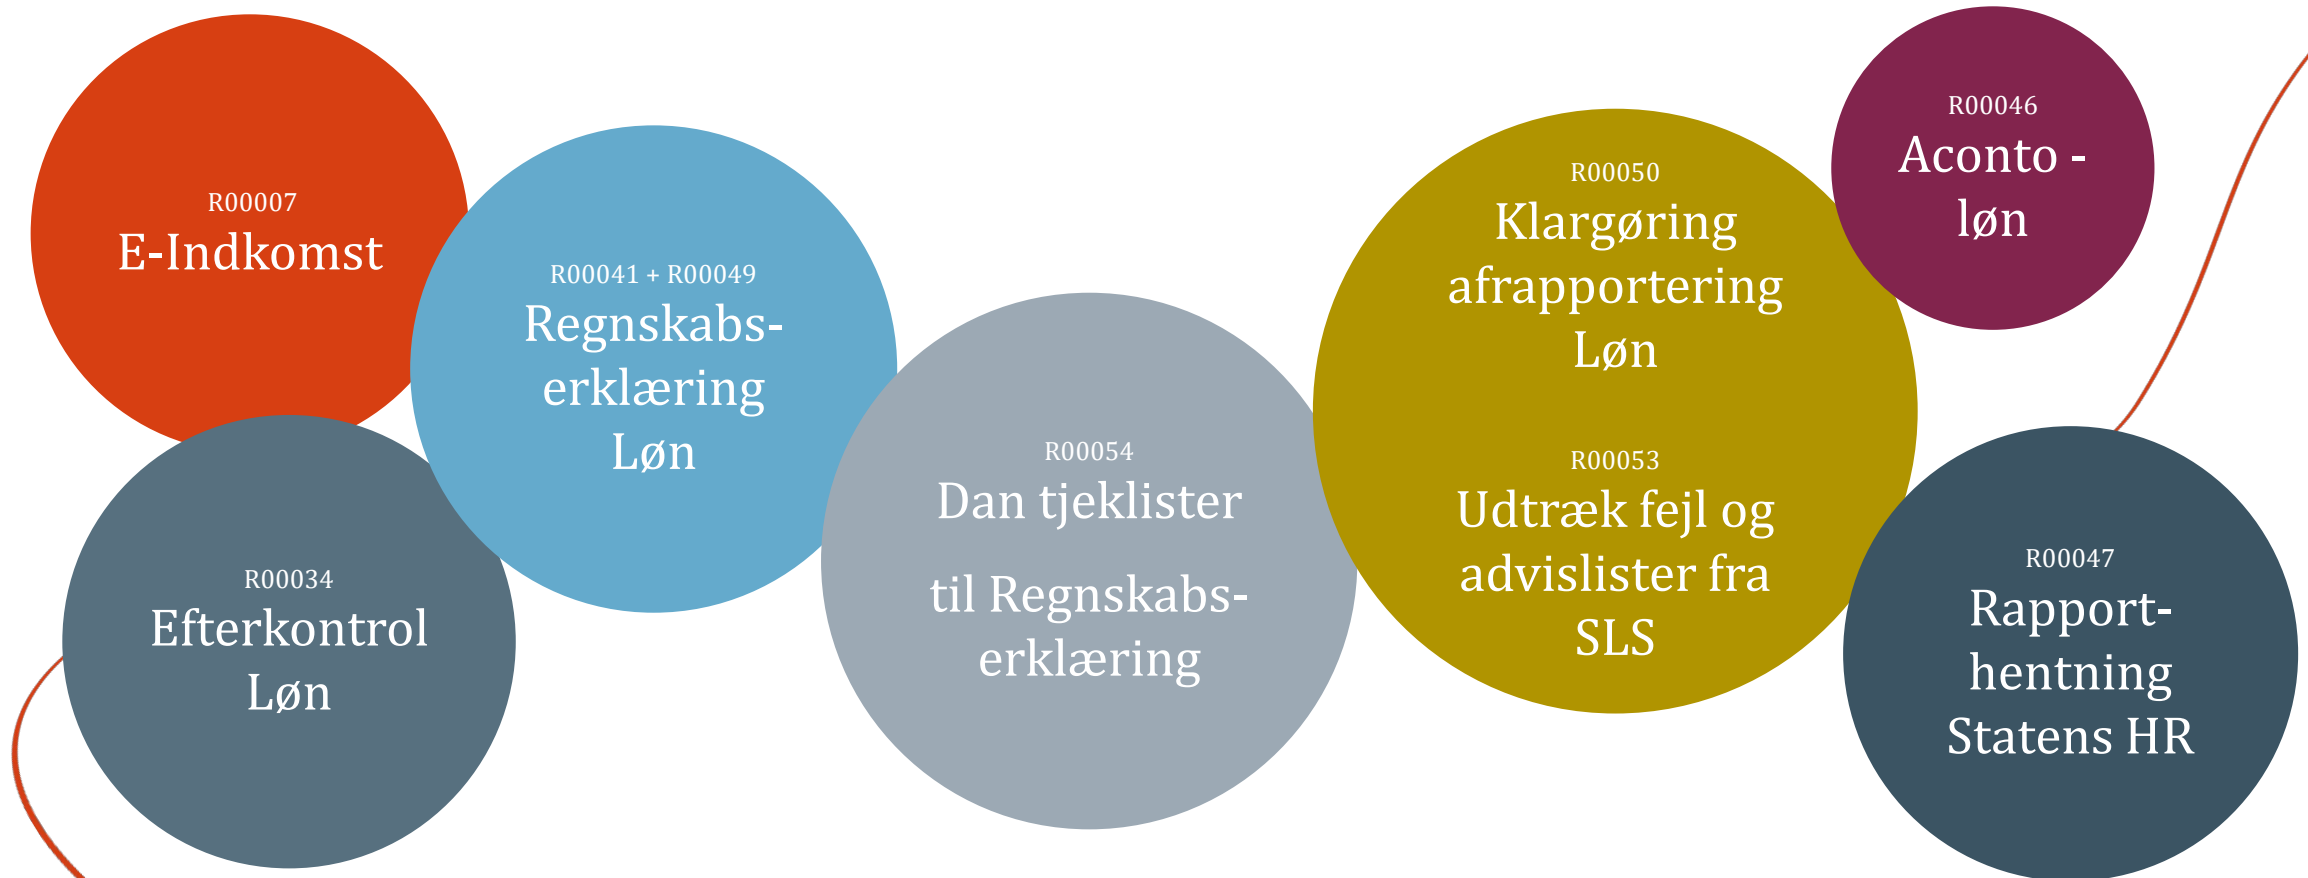 R00007
E-Indkomst
R00034
Efterkontrol
Løn
R00041 + R00049
Regnskabs-
erklæring
Løn
R00054
Dan tjeklister
til Regnskabs-
erklæring
R00050
Klargøring
afrapportering
Løn
R00053
Udtræk fejl og
advislister fra
SLS
R00046
Aconto -
løn
R00047
Rapport-
hentning
Statens HR